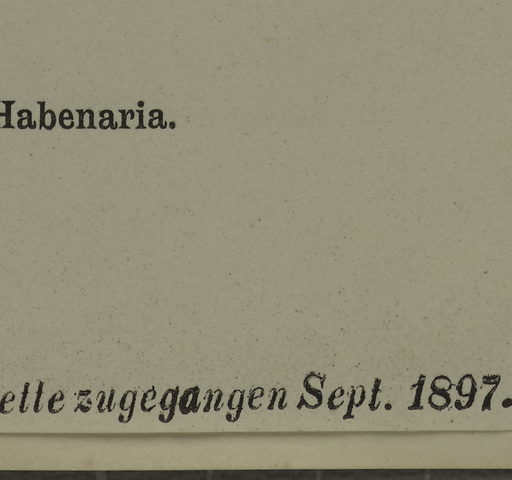 Habenaria.
elle zugegangen Sept. 1897.